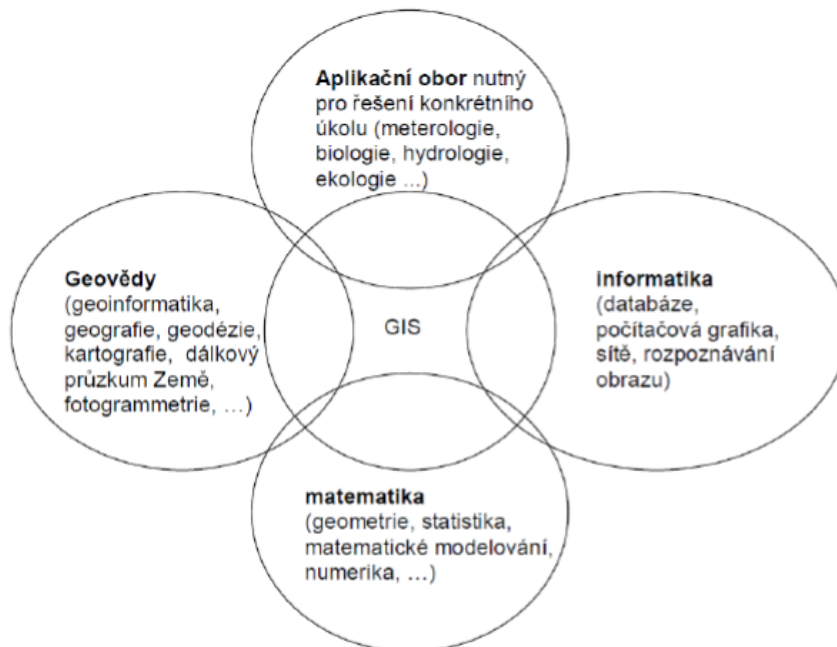 Aplikační obor nutný
pro řešení konkrétního
úkolu (meterologie,
biologie, hydrologie,
ekologie ...)
Geovědy
(geoinformatika,
geografie, geodézie,
kartografie, dálkový
průzkum Země,
fotogrammetrie, ...)
GIS
informatika
(databáze,
počítačová grafika,
sítě, rozpoznávání
obrazu)
matematika
(geometrie, statistika,
matematické modelování,
numerika, ...)